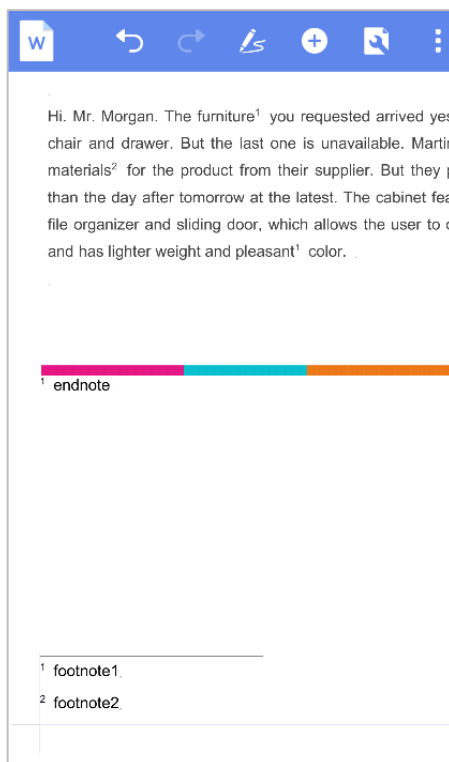 W
Hi. Mr. Morgan. The furniture¹ you requested arrived yes
chair and drawer. But the last one is unavailable. Marti
materials² for the product from their supplier. But they p
than the day after tomorrow at the latest. The cabinet fea
file organizer and sliding door, which allows the user to
and has lighter weight and pleasant¹ color.
¹ endnote
¹ footnote1
² footnote2